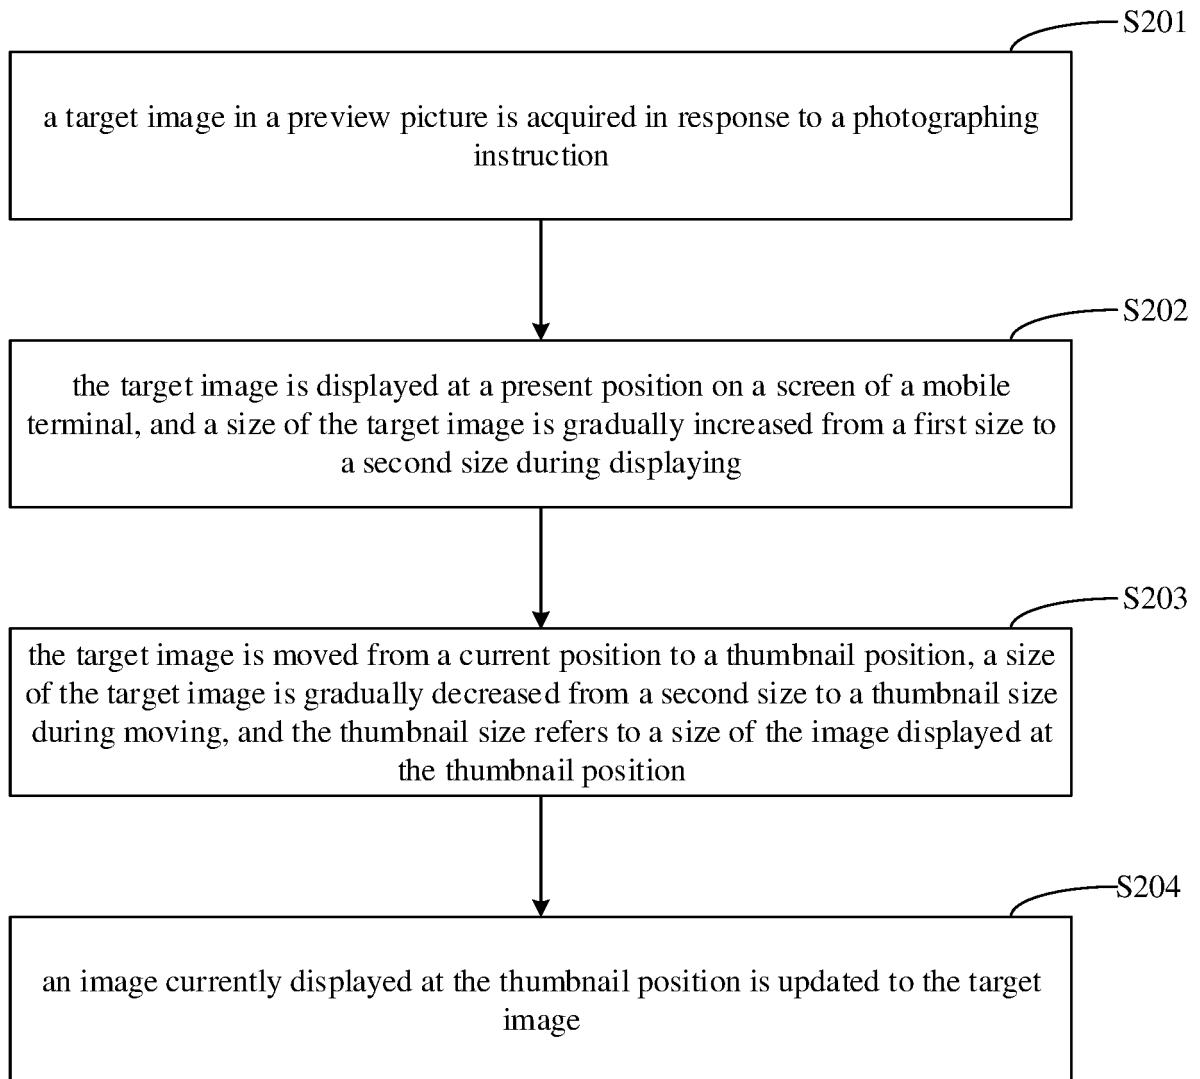 S201
a target image in a preview picture is acquired in response to a photographing
instruction
S202
the target image is displayed at a present position on a screen of a mobile
terminal, and a size of the target image is gradually increased from a first size to
a second size during displaying
S203
the target image is moved from a current position to a thumbnail position, a size
of the target image is gradually decreased from a second size to a thumbnail size
during moving, and the thumbnail size refers to a size of the image displayed at
the thumbnail position
S204
an image currently displayed at the thumbnail position is updated to the target
image